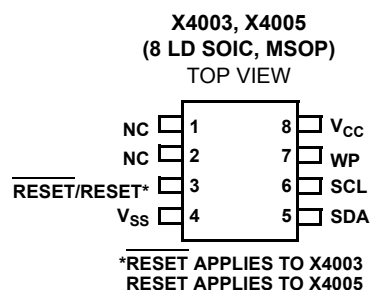 X4003, X4005
(8 LD SOIC, MSOP)
TOP VIEW
NC 1 8 VCC
NC 2 7 WP
RESET/RESET* 3 6 SCL
VSS 4 5 SDA
*RESET APPLIES TO X4003
RESET APPLIES TO X4005